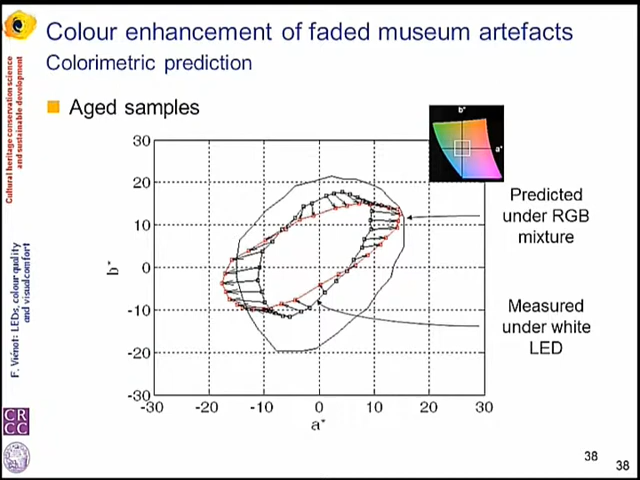 Colour enhancement of faded museum artefacts
Colorimetric prediction
Cultural heritage conservation science
and sustainable development
F. Viénot: LEDs, colour quality
and visual comfort
Aged samples
b*
a*
30
20
10
0
-10
-20
-30
b*
-30
-20
-10
0
10
20
30
a*
Predicted
under RGB
mixture
Measured
under white
LED
CR
CC
38
38